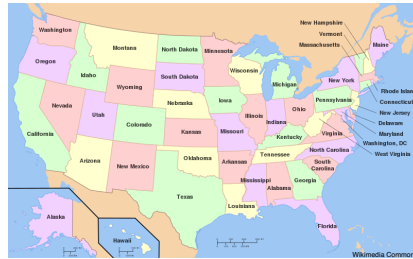 New Hampshire
Vermont
Massachusetts
Washington
Montana
North Dakota
Minnesota
Maine
Oregon
Idaho
South Dakota
Wisconsin
Michigan
New York
Wyoming
Rhode Islan
Connecticut
Nebraska
Iowa
Pennsylvania
New Jersey
Nevada
Utah
Colorado
Illinois
Indiana
Ohio
Delaware
Maryland
California
Kansas
Missouri
Kentucky
Virginia
Washington, DC
West Virginia
Arizona
New Mexico
Oklahoma
Arkansas
Tennessee
North Carolina
South
Carolina
Texas
Mississippi
Alabama
Georgia
Louisiana
Florida
Alaska
Hawaii
Wikimedia Common